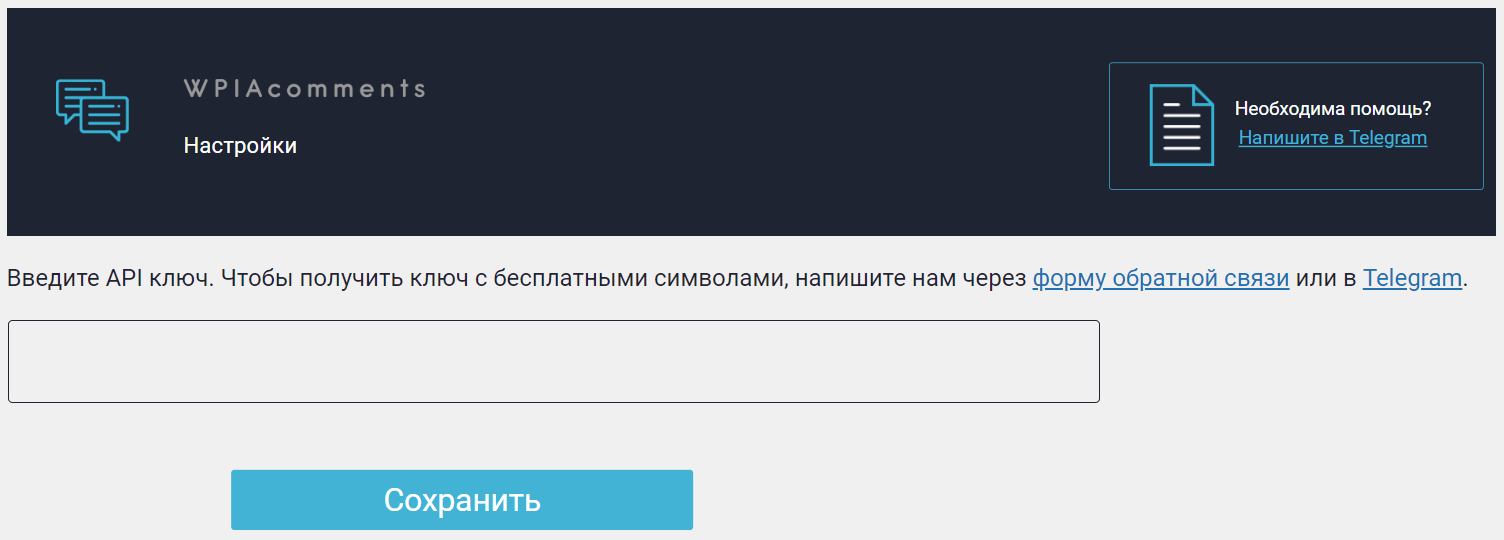 WPIAcomments
Настройки
Необходима помощь?
Напишите в Telegram
Введите API ключ. Чтобы получить ключ с бесплатными символами, напишите нам через форму обратной связи или в Telegram.
Сохранить